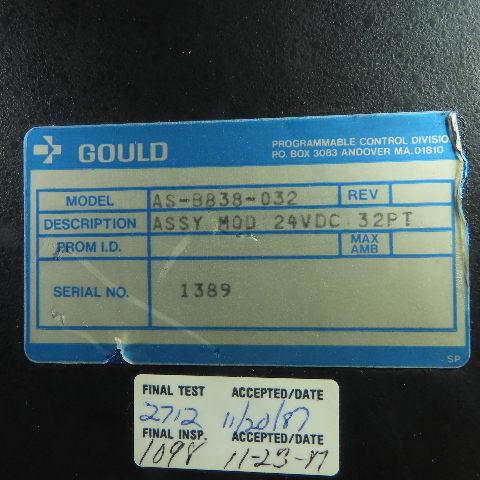 GOULD
PROGRAMMABLE CONTROL DIVISIO
P.O. BOX 3083 ANDOVER MA. 01810
MODEL AS-B838-032 REV
DESCRIPTION ASSY MOD 24VDC 32PT
PROM I.D. MAX AMB
SERIAL NO. 1389
SP
FINAL TEST ACCEPTED/DATE
2712 11/20/87
FINAL INSP. ACCEPTED/DATE
1098 11-23-87